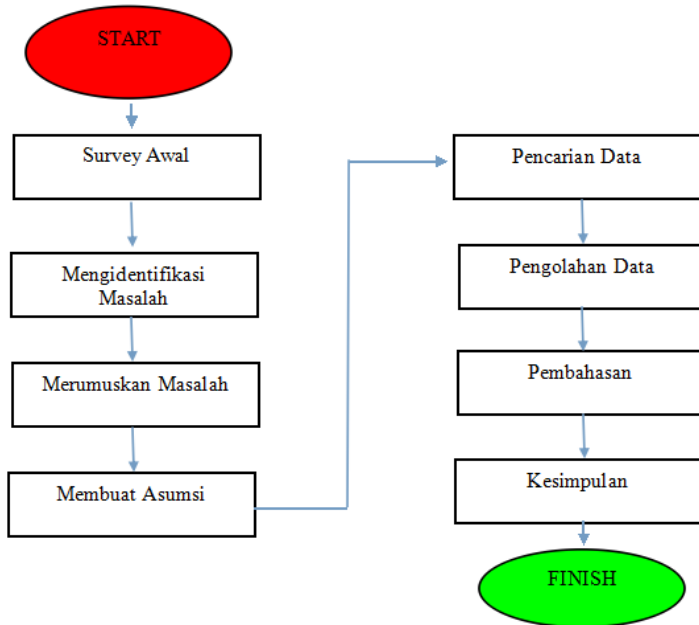 START
Survey Awal
Mengidentifikasi
Masalah
Merumuskan Masalah
Membuat Asumsi
Pencarian Data
Pengolahan Data
Pembahasan
Kesimpulan
FINISH